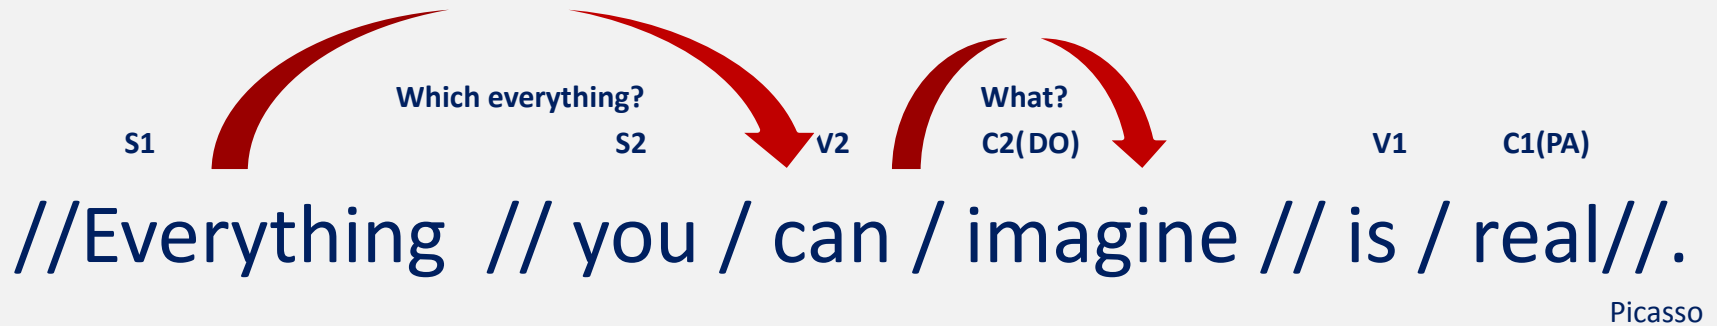 Which everything? What?
S1 S2 V2 C2(DO) V1 C1(PA)
//Everything // you / can / imagine // is / real//.
Picasso